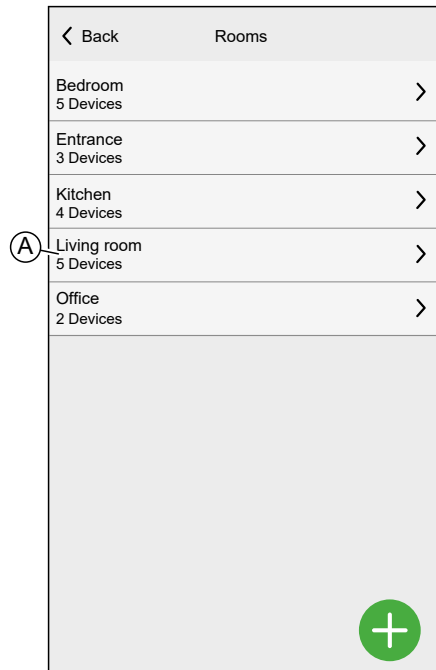 Back Rooms
Bedroom
5 Devices
Entrance
3 Devices
Kitchen
4 Devices
A
Living room
5 Devices
Office
2 Devices